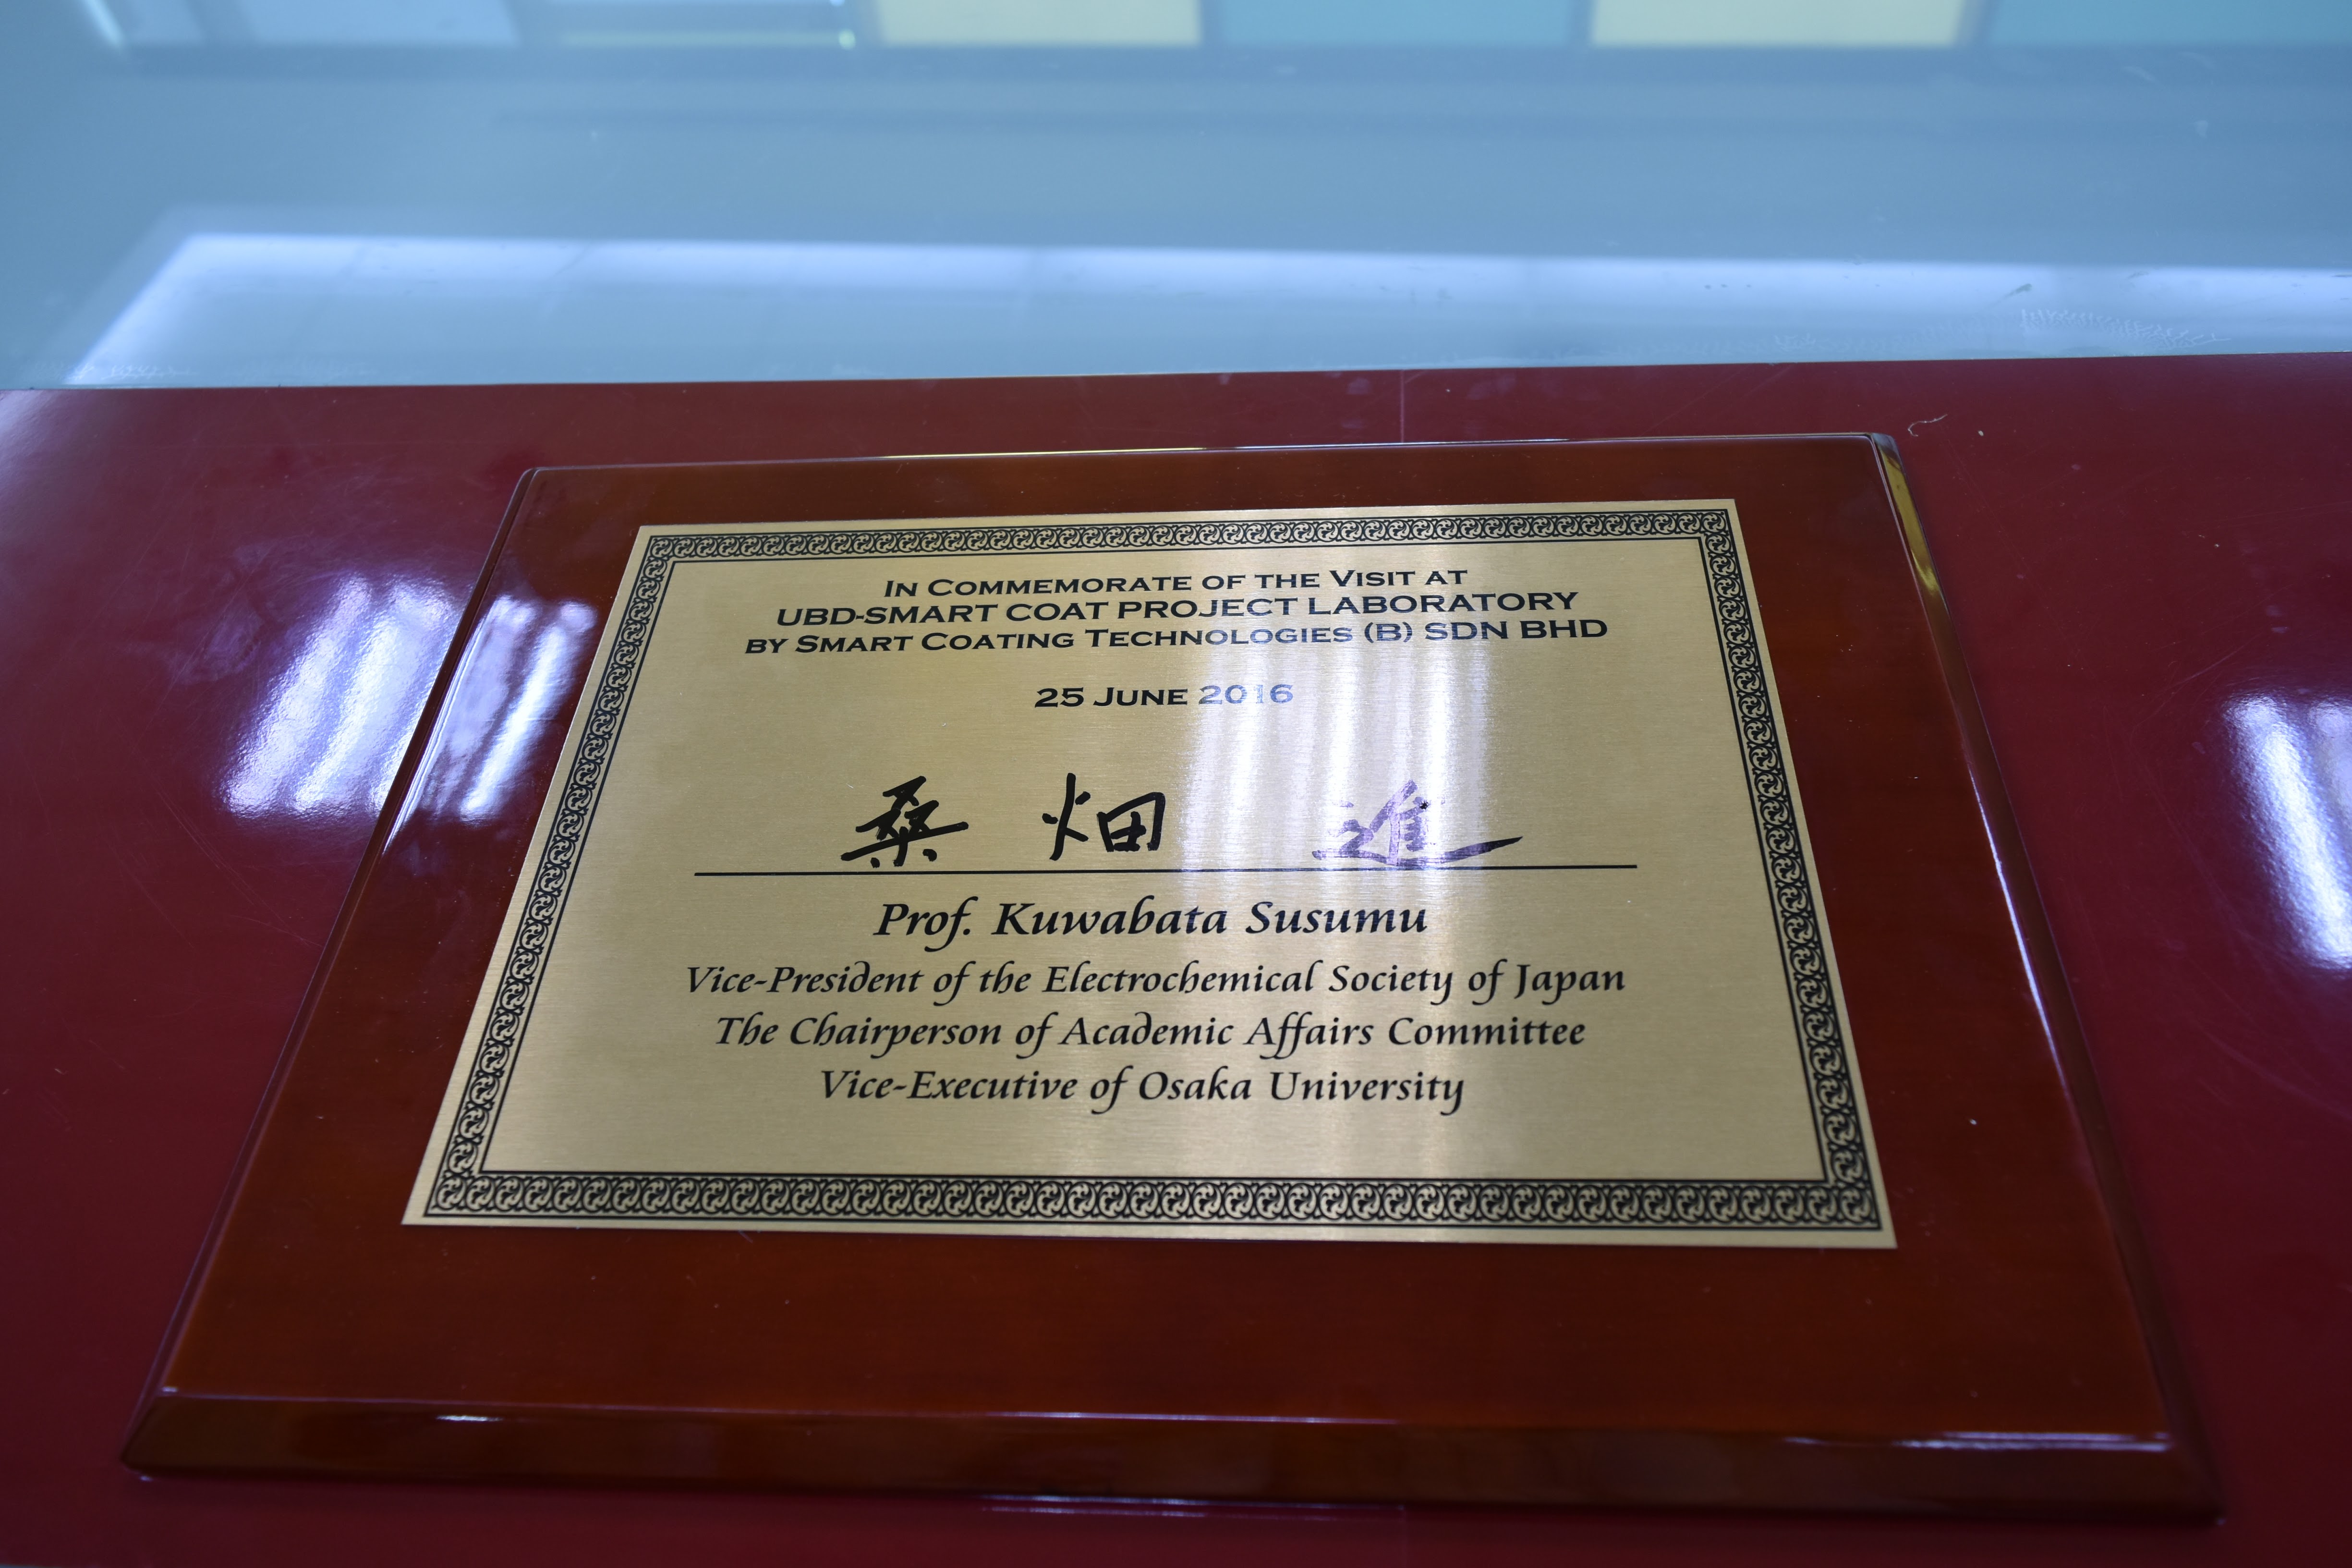 In Commemorate of the Visit at
UBD-SMART COAT PROJECT LABORATORY
by Smart Coating Technologies (B) SDN BHD
25 June 2016
桑畑 進
Prof. Kuwabata Susumu
Vice-President of the Electrochemical Society of Japan
The Chairperson of Academic Affairs Committee
Vice-Executive of Osaka University